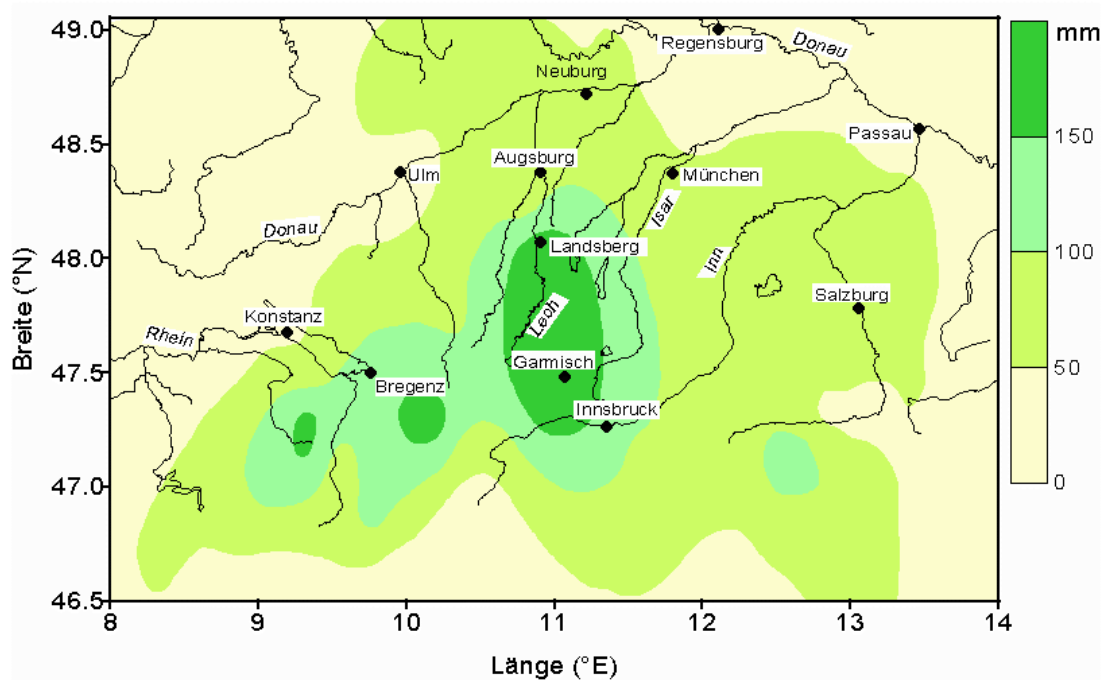 49.0
48.5
48.0
47.5
47.0
46.5
Breite (°N)
8
9
10
11
12
13
14
Länge (°E)
mm
150
100
50
0
Regensburg
Donau
Neuburg
Passau
Augsburg
Ulm
München
Isar
Donau
Landsberg
Inn
Salzburg
Konstanz
Lech
Rhein
Garmisch
Bregenz
Innsbruck